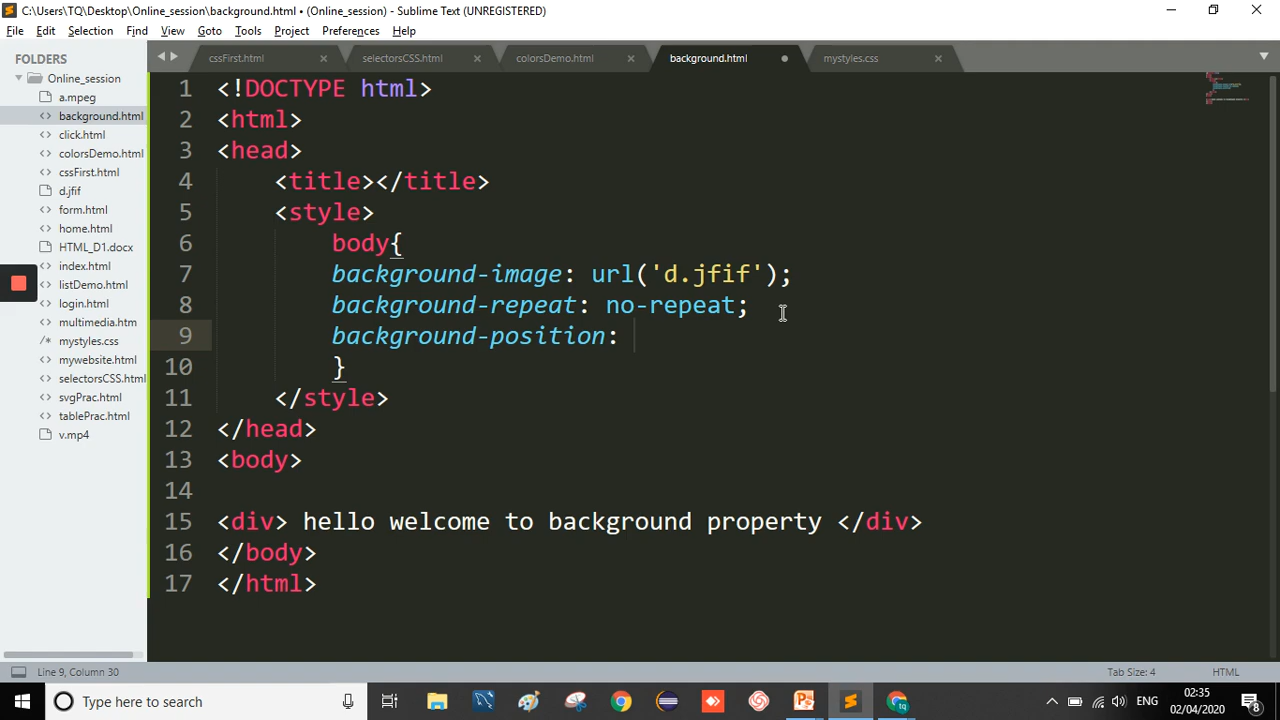 C:\Users\TQ\Desktop\Online_session\background.html • (Online_session) - Sublime Text (UNREGISTERED)
File Edit Selection Find View Goto Tools Project Preferences Help
FOLDERS
Online_session
a.mpeg
background.html
click.html
colorsDemo.html
cssFirst.html
d.jfif
form.html
home.html
HTML_D1.docx
index.html
listDemo.html
login.html
multimedia.htm
mystyles.css
mywebsite.html
selectorsCSS.html
svgPrac.html
tablePrac.html
v.mp4
cssFirst.html selectorsCSS.html colorsDemo.html background.html mystyles.css
1 <!DOCTYPE html>
2 <html>
3 <head>
4 <title></title>
5 <style>
6 body{
7 background-image: url('d.jfif');
8 background-repeat: no-repeat;
9 background-position:
10 }
11 </style>
12 </head>
13 <body>
14
15 <div> hello welcome to background property </div>
16 </body>
17 </html>
Line 9, Column 30 Tab Size: 4 HTML
Type here to search
ENG
02:35
02/04/2020
8